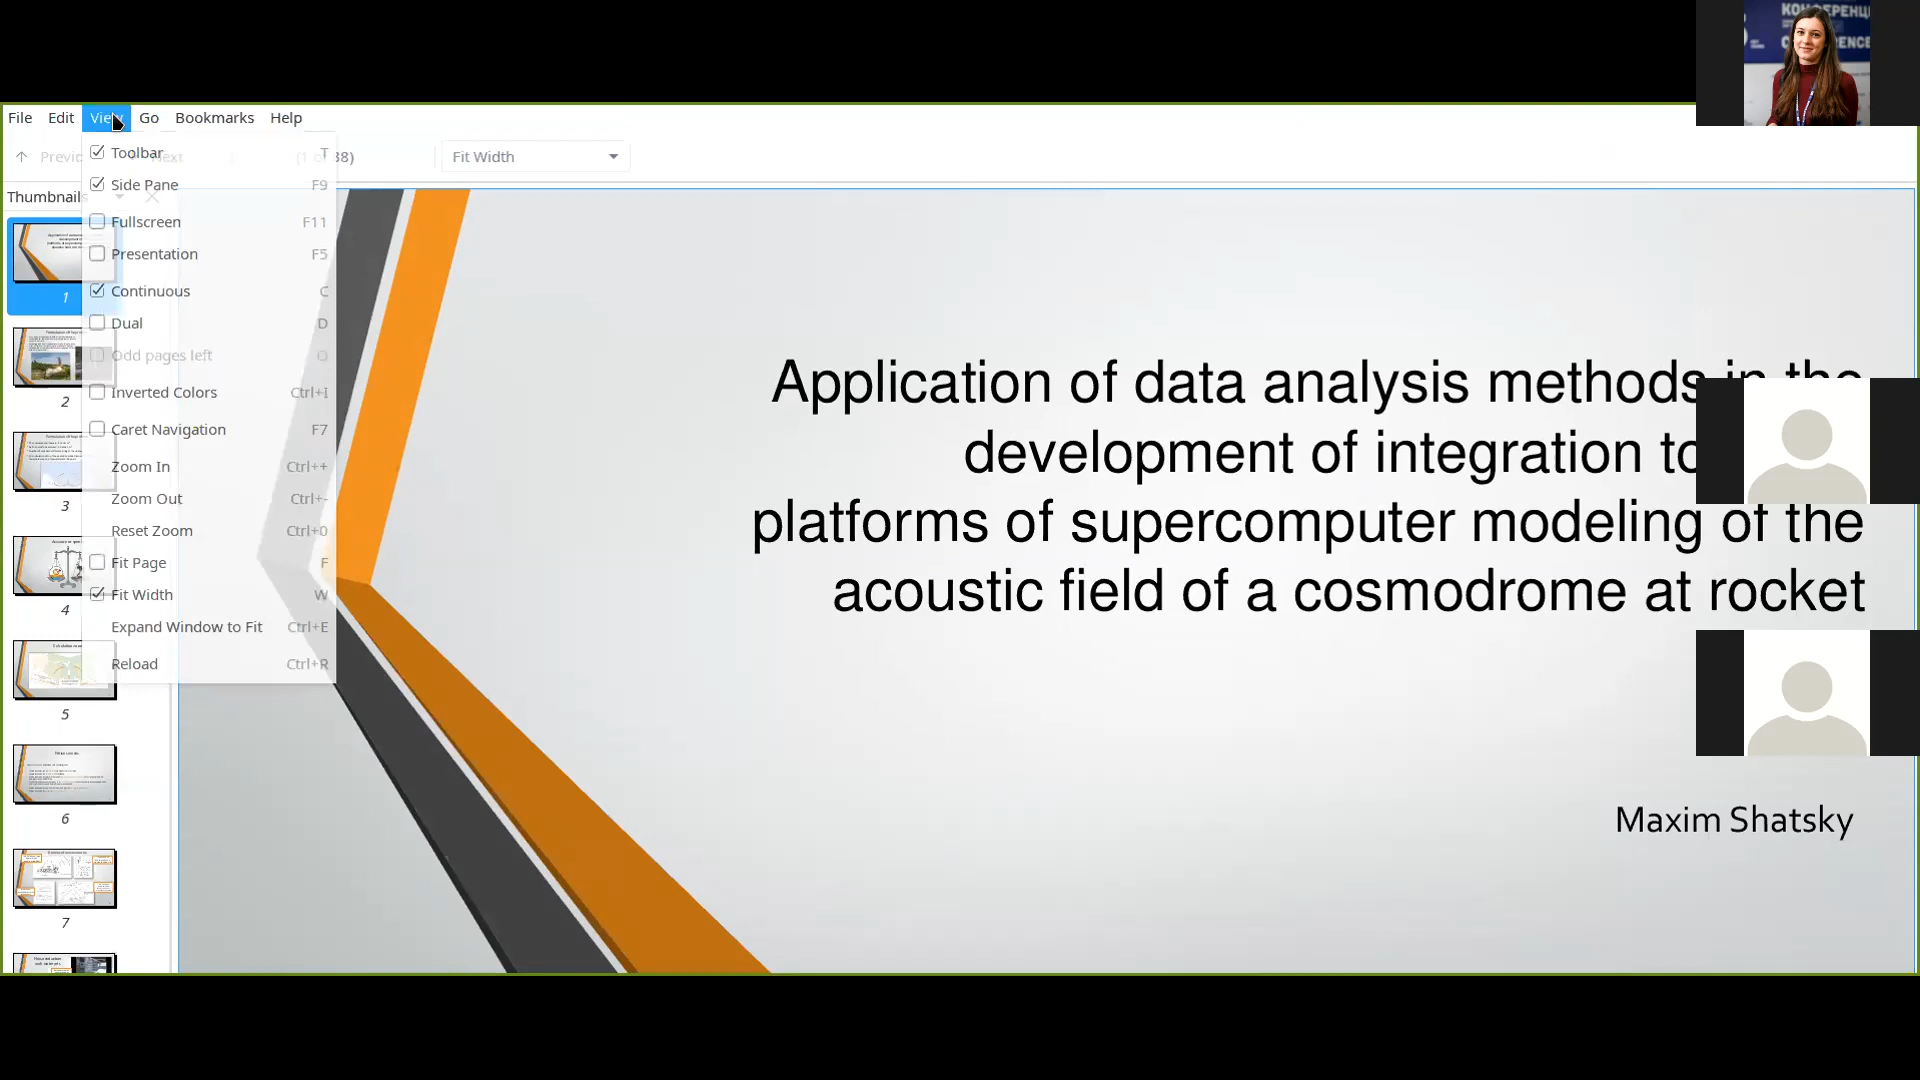 КОНФЕРЕНЦ
CONFERENCE
File Edit View Go Bookmarks Help
Toolbar T
(1 of 38)
Fit Width
Side Pane F9
Thumbnails
Fullscreen F11
Presentation F5
Continuous C
Dual D
Odd pages left O
Inverted Colors Ctrl+I
Caret Navigation F7
Zoom In Ctrl++
Zoom Out Ctrl+-
Reset Zoom Ctrl+0
Fit Page F
Fit Width W
Expand Window to Fit Ctrl+E
Reload Ctrl+R
1
2
3
4
5
6
7
Application of data analysis methods in the
development of integration to
platforms of supercomputer modeling of the
acoustic field of a cosmodrome at rocket
Maxim Shatsky